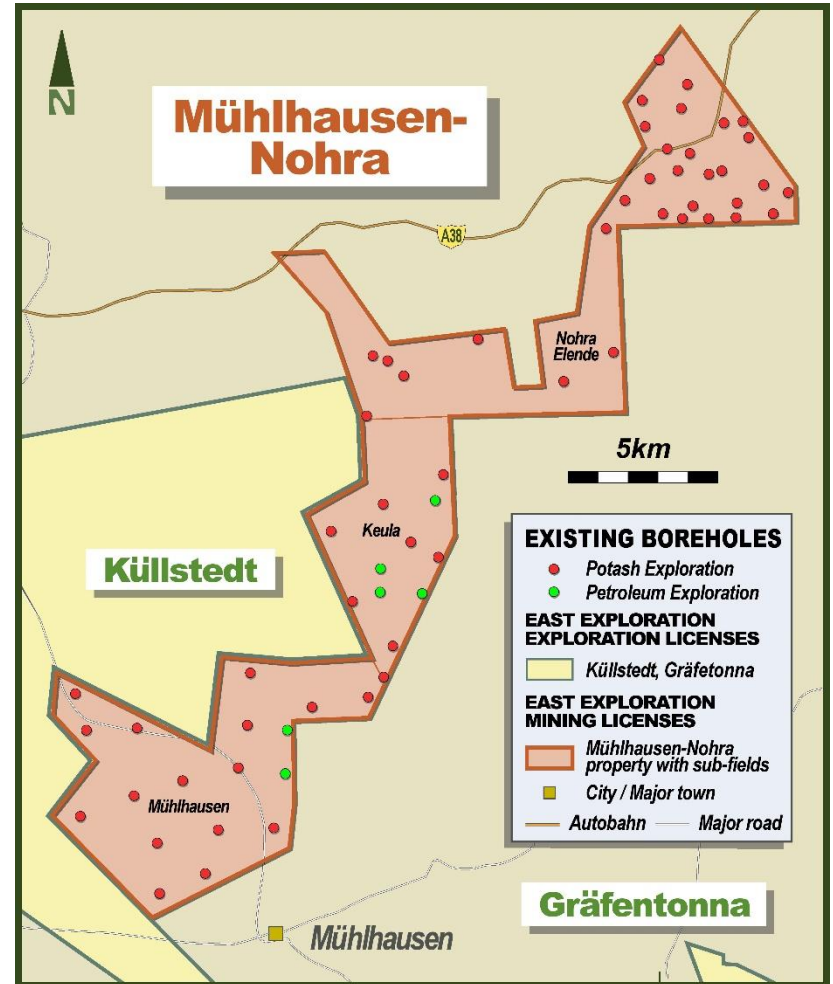 N
Mühlhausen-
Nohra
A38
Nohra
Elende
5km
Keula
Küllstedt
EXISTING BOREHOLES
Potash Exploration
Petroleum Exploration
EAST EXPLORATION
EXPLORATION LICENSES
Küllstedt, Gräfetonna
EAST EXPLORATION
MINING LICENSES
Mühlhausen-Nohra
property with sub-fields
City / Major town
Autobahn
Major road
Mühlhausen
Gräfentonna
Mühlhausen